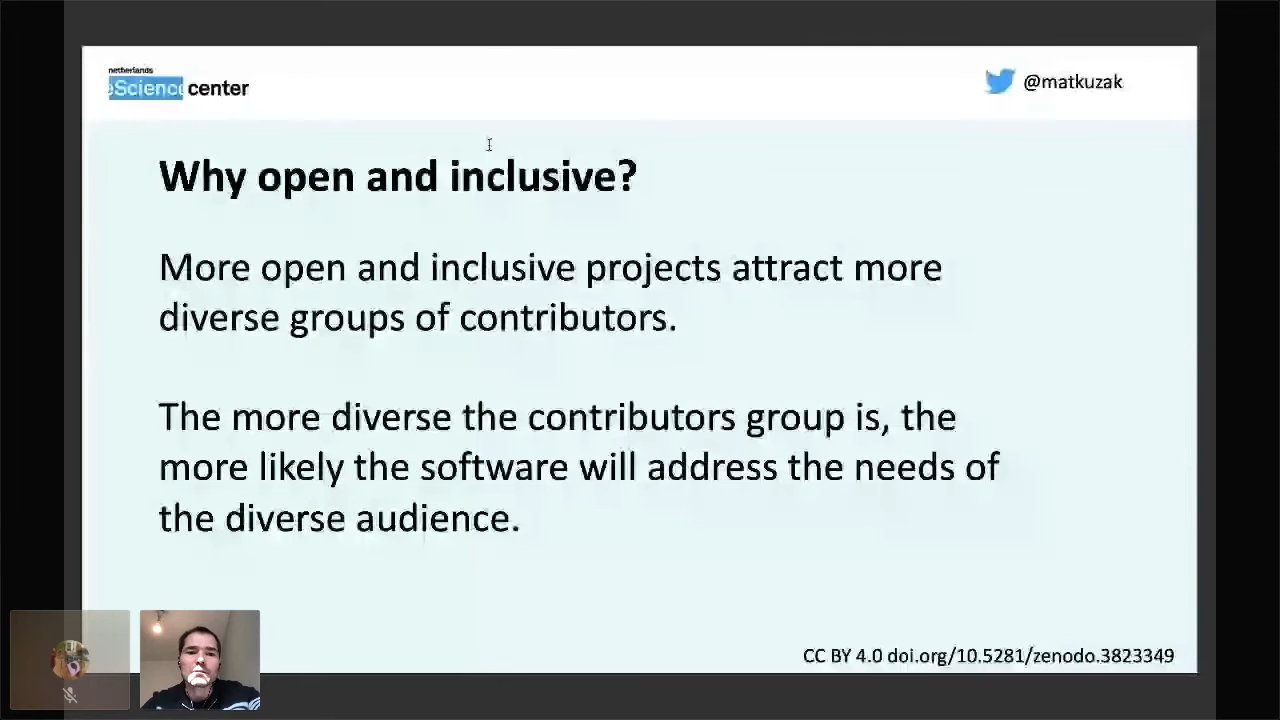 netherlands
eScience center
@matkuzak
Why open and inclusive?
More open and inclusive projects attract more
diverse groups of contributors.
The more diverse the contributors group is, the
more likely the software will address the needs of
the diverse audience.
CC BY 4.0 doi.org/10.5281/zenodo.3823349